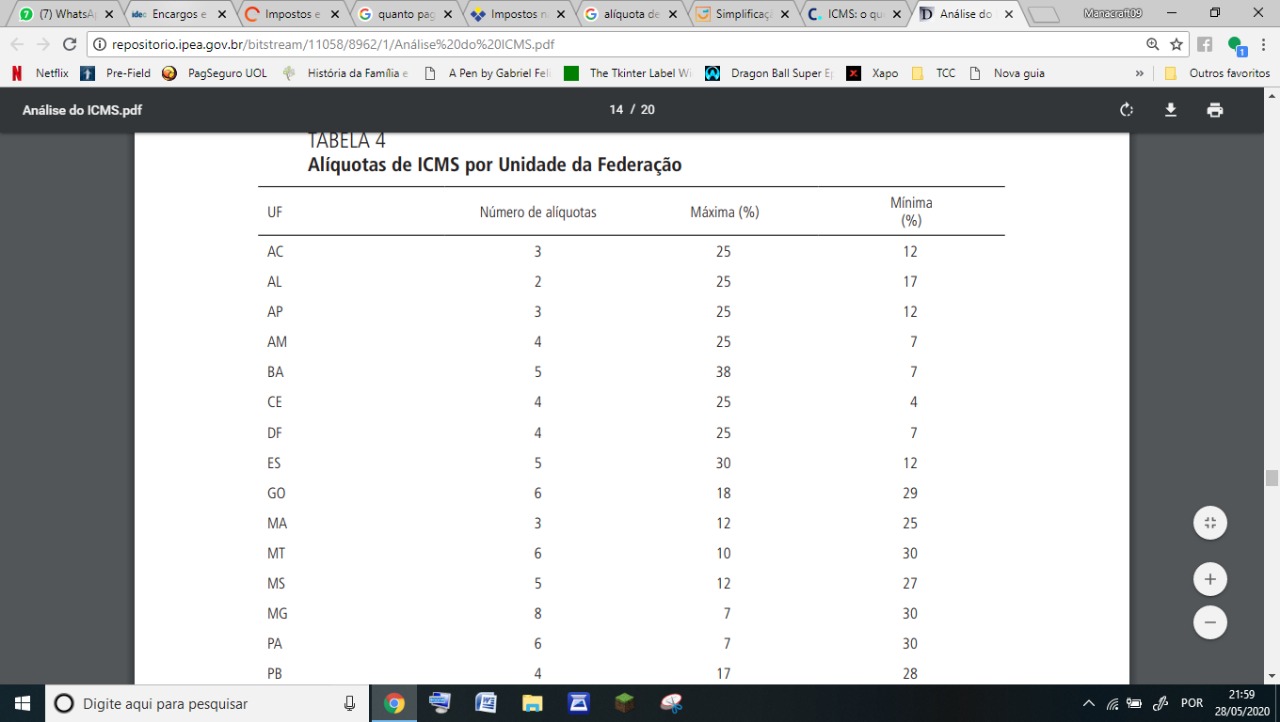 (7) WhatsA
idec Encargos e
Impostos e
quanto pag
Impostos n
alíquota de
Simplificaç
ICMS: o qu
Análise do
Manacraft09
repositorio.ipea.gov.br/bitstream/11058/8962/1/Análise%20do%20ICMS.pdf
1
Netflix
Pre-Field
PagSeguro UOL
História da Família e
A Pen by Gabriel Feli
The Tkinter Label Wi
Dragon Ball Super Ep
Xapo
TCC
Nova guia
»
Outros favoritos
Análise do ICMS.pdf
14 / 20
TABELA 4
Alíquotas de ICMS por Unidade da Federação
UF Número de alíquotas Máxima (%) Mínima (%)
AC 3 25 12
AL 2 25 17
AP 3 25 12
AM 4 25 7
BA 5 38 7
CE 4 25 4
DF 4 25 7
ES 5 30 12
GO 6 18 29
MA 3 12 25
MT 6 10 30
MS 5 12 27
MG 8 7 30
PA 6 7 30
PB 4 17 28
Digite aqui para pesquisar
POR
21:59
28/05/2020